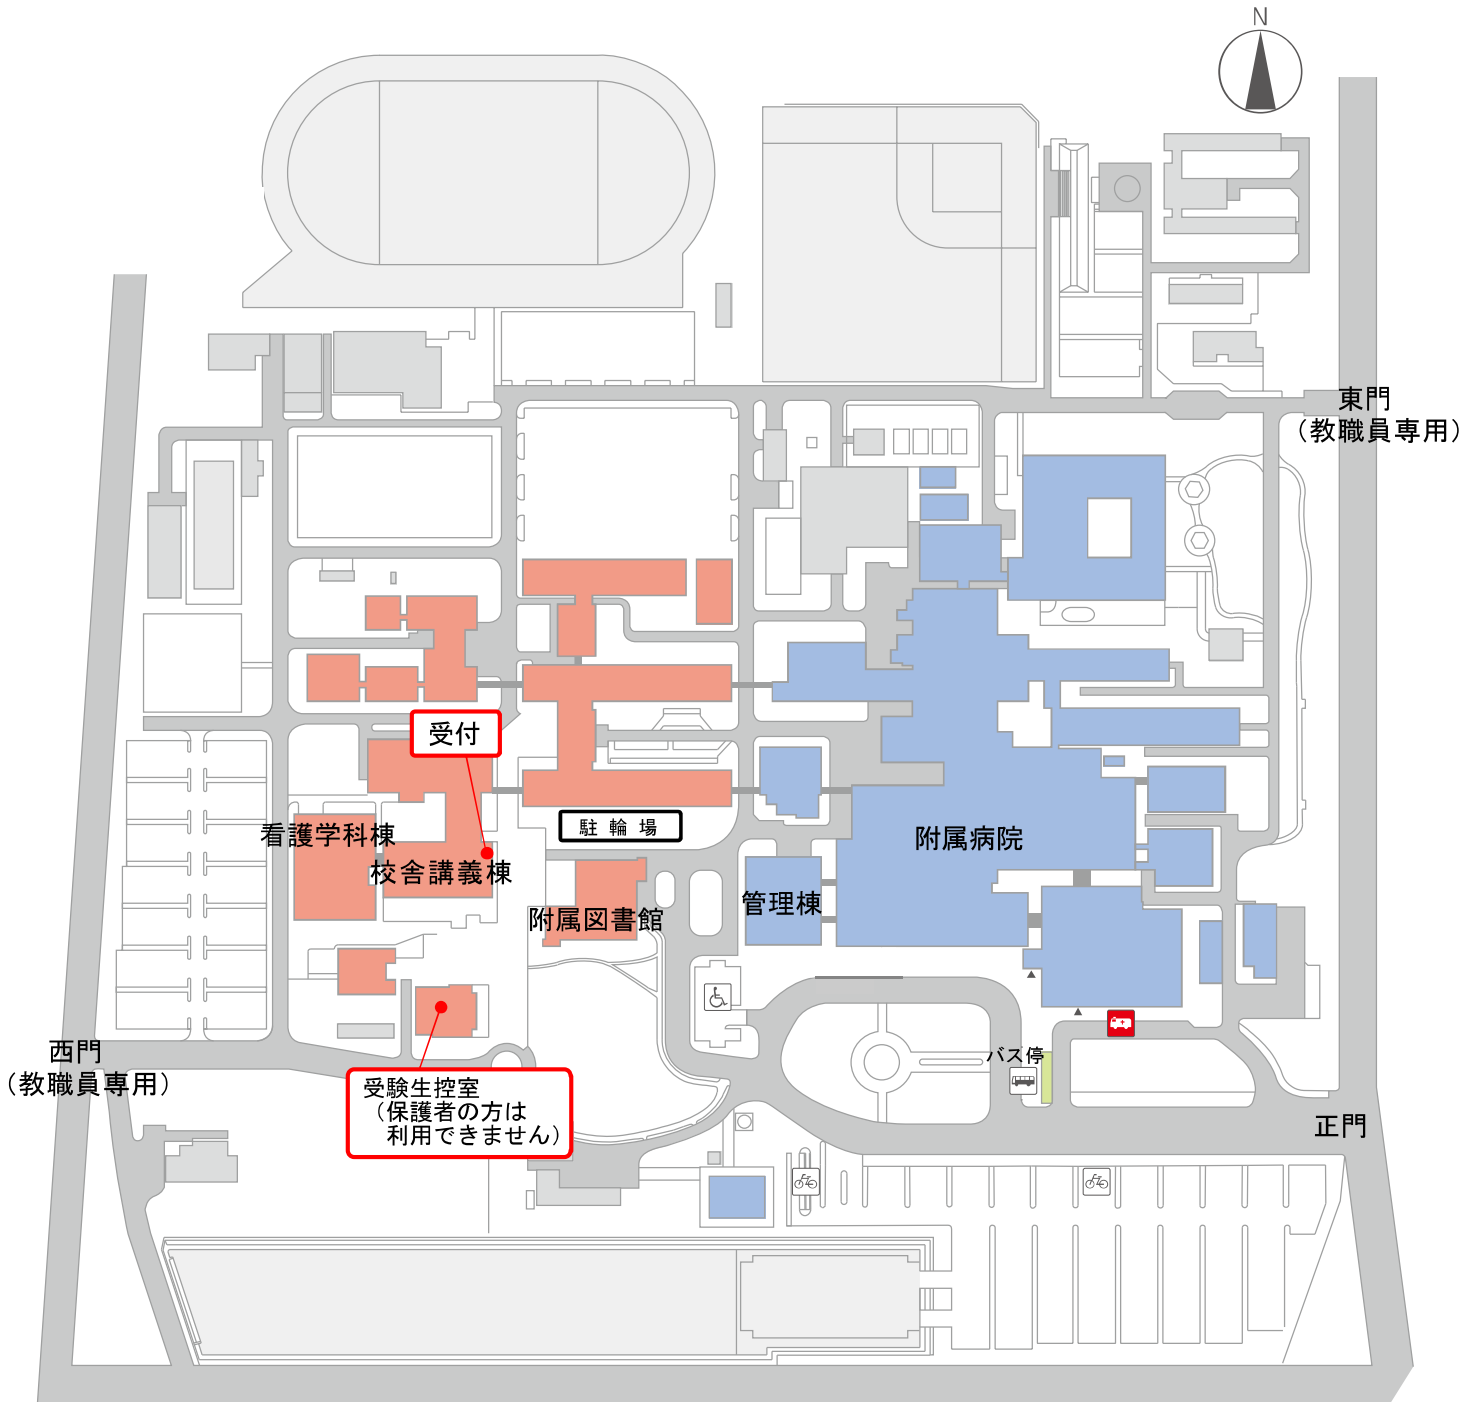 N
東門
（教職員専用）
受付
駐輪場
看護学科棟
校舎講義棟
附属病院
管理棟
附属図書館
西門
（教職員専用）
バス停
受験生控室
（保護者の方は
利用できません）
正門